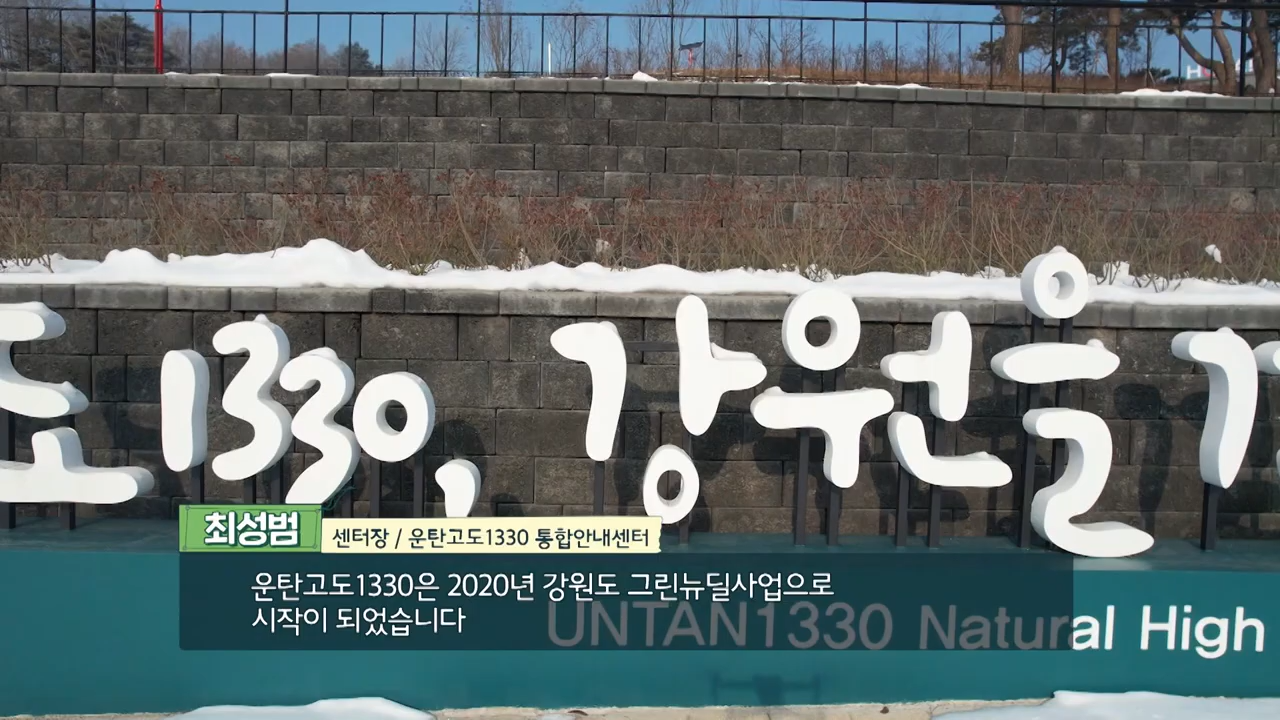 도1330, 강원을
최성범
센터장 / 운탄고도1330 통합안내센터
운탄고도1330은 2020년 강원도 그린뉴딜사업으로
시작이 되었습니다
UNTAN1330 Natural High